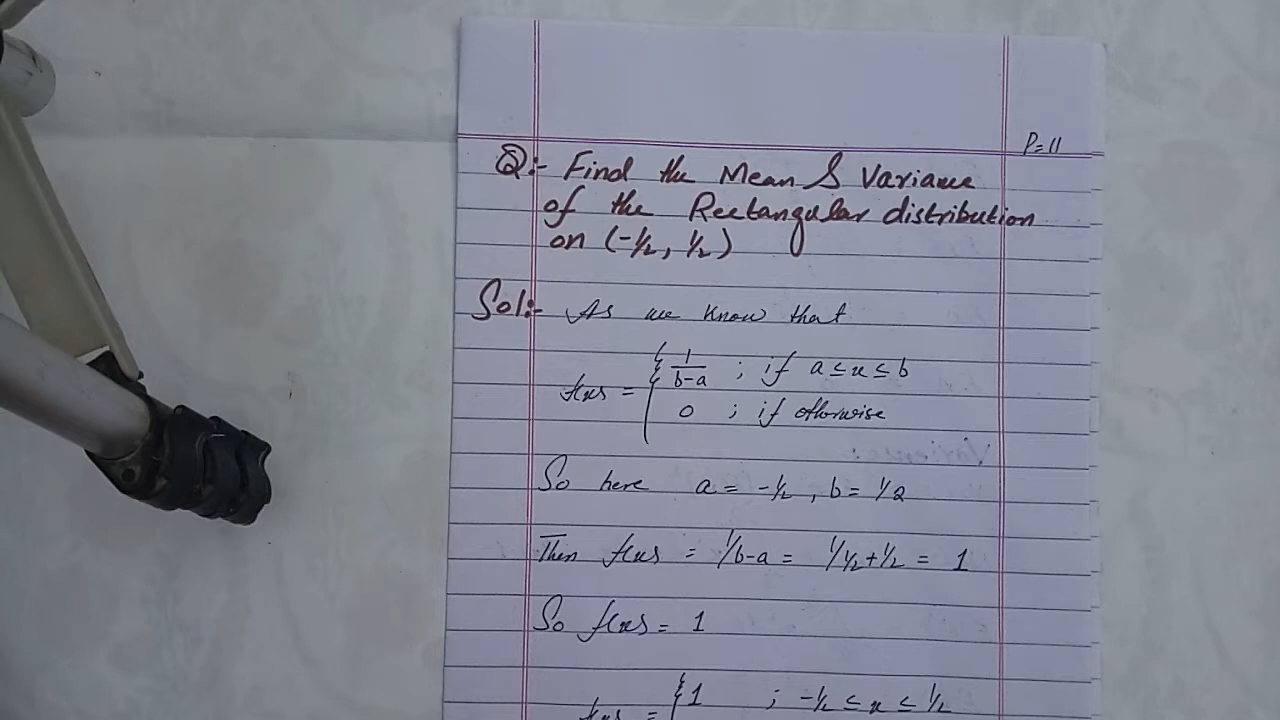 P=11
Q:- Find the Mean & Variance
of the Rectangular distribution
on (-1/2, 1/2)
Sol:- As we know that
f(x) = { 1/b-a ; if a ≤ x ≤ b
0 ; if otherwise
So here a = -1/2, b = 1/2
Then f(x) = 1/b-a = 1/1/2+1/2 = 1
So f(x) = 1
f(x) = { 1 ; -1/2 ≤ x ≤ 1/2